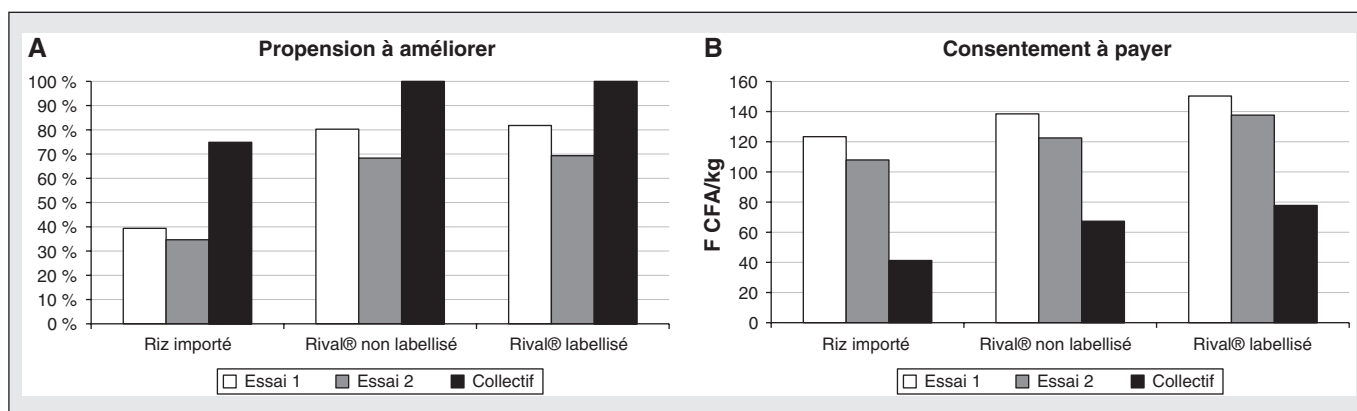 A
Propension à améliorer
100 %
90 %
80 %
70 %
60 %
50 %
40 %
30 %
20 %
10 %
0 %
Riz importé
Rival® non labellisé
Rival® labellisé
Essai 1
Essai 2
Collectif
B
Consentement à payer
F CFA/kg
160
140
120
100
80
60
40
20
0
Riz importé
Rival® non labellisé
Rival® labellisé
Essai 1
Essai 2
Collectif